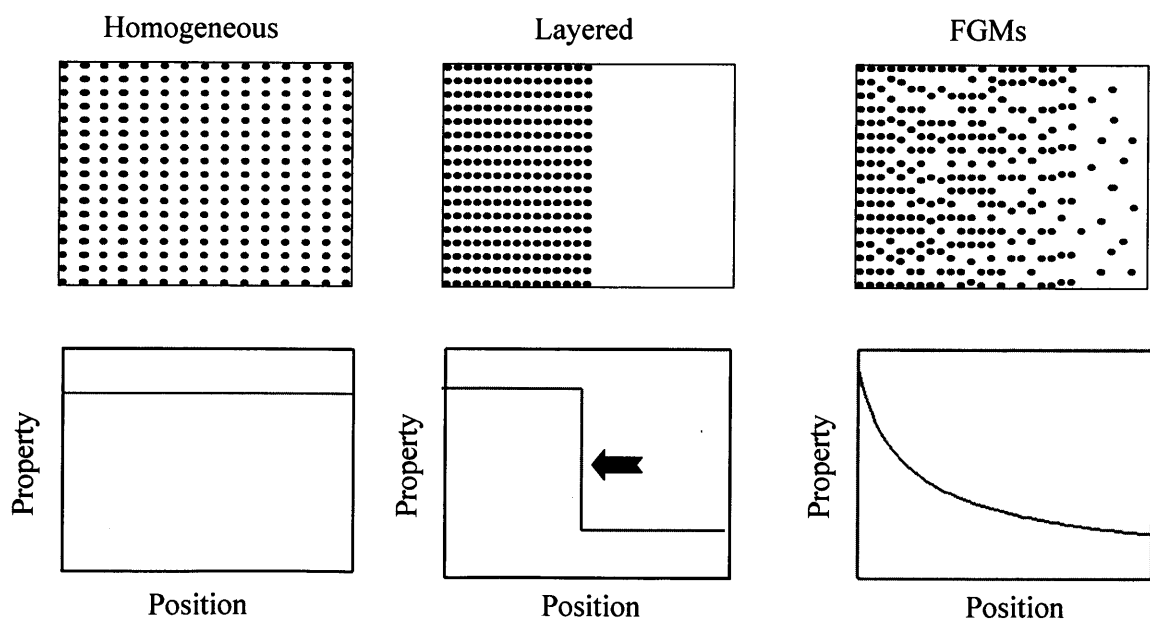 Homogeneous
Layered
FGMs
Property
Position
Property
Position
Property
Position